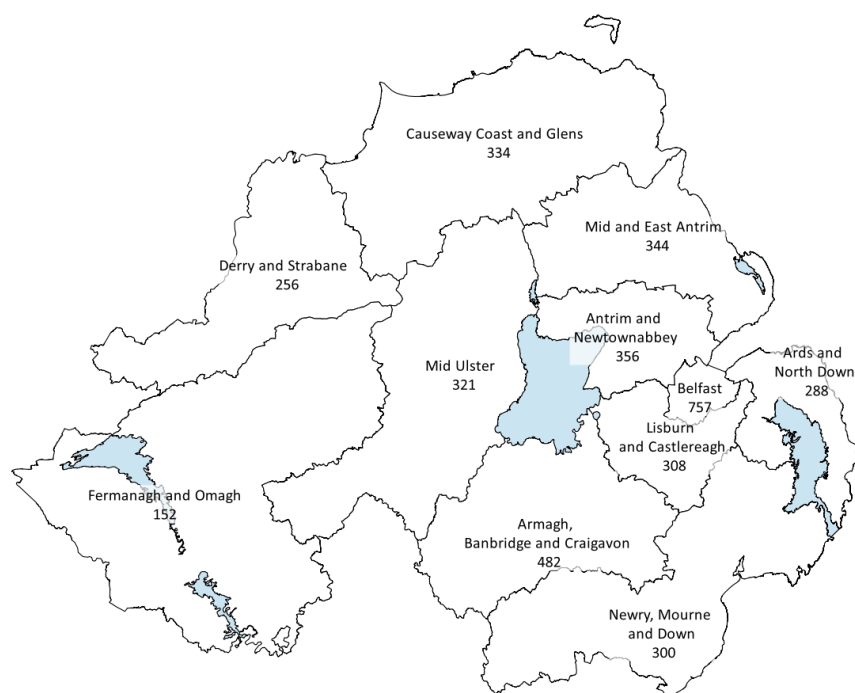 Causeway Coast and Glens
334
Mid and East Antrim
344
Derry and Strabane
256
Antrim and
Newtownabbey
356
Mid Ulster
321
Ards and
North Down
288
Belfast
757
Lisburn
and Castlereagh
308
Fermanagh and Omagh
152
Armagh,
Banbridge and Craigavon
482
Newry, Mourne
and Down
300